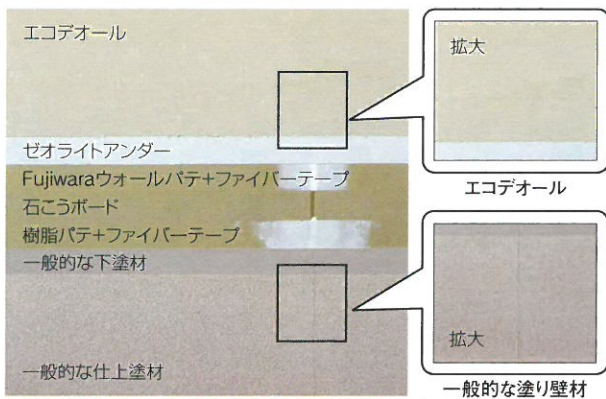 エコデオール
ゼオライトアンダー
Fujiwaraウォールパテ+ファイバーテープ
石こうボード
樹脂パテ+ファイバーテープ
一般的な下塗材
一般的な仕上塗材
拡大
エコデオール
拡大
一般的な塗り壁材